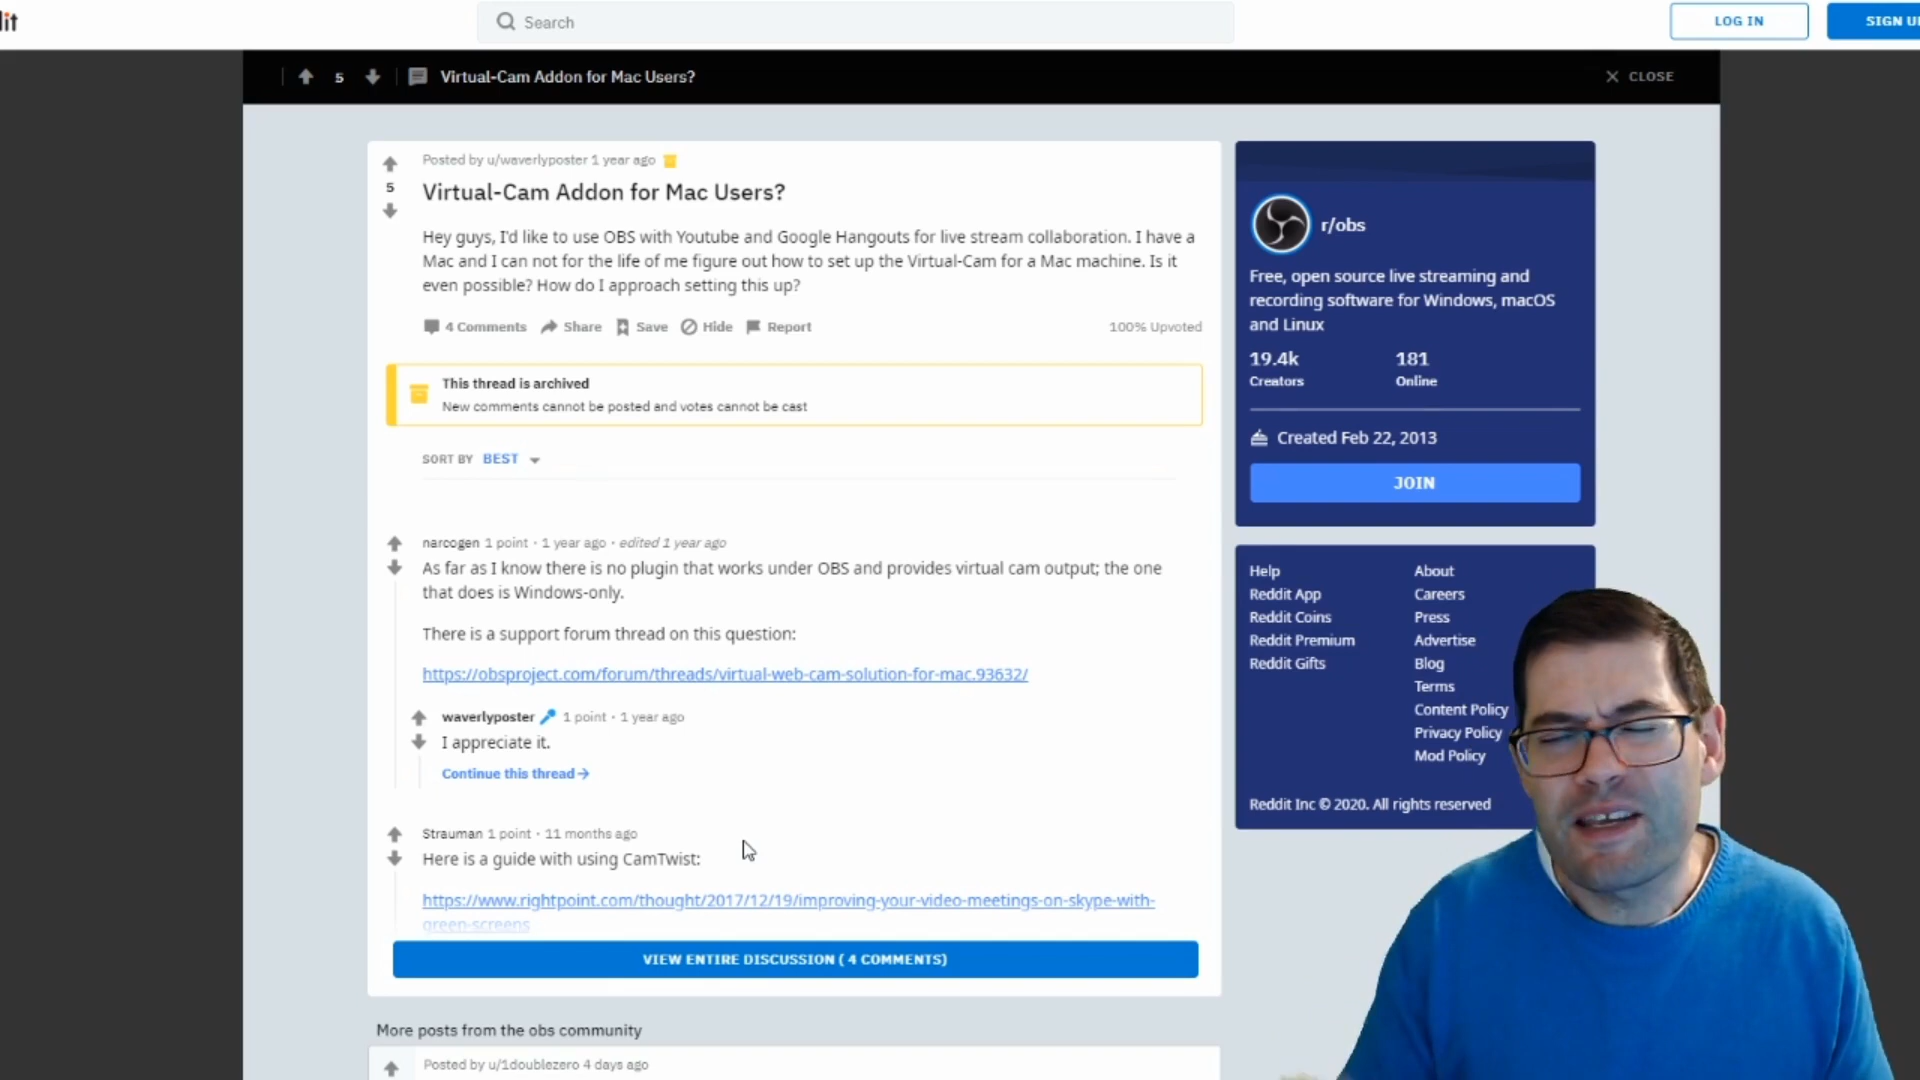 it
Search
LOG IN
SIGN U
5
Virtual-Cam Addon for Mac Users?
CLOSE
Posted by u/waverlyposter 1 year ago
5
Virtual-Cam Addon for Mac Users?
Hey guys, I'd like to use OBS with Youtube and Google Hangouts for live stream collaboration. I have a
Mac and I can not for the life of me figure out how to set up the Virtual-Cam for a Mac machine. Is it
even possible? How do I approach setting this up?
4 Comments Share Save Hide Report
100% Upvoted
This thread is archived
New comments cannot be posted and votes cannot be cast
SORT BY BEST
narcogen 1 point · 1 year ago · edited 1 year ago
As far as I know there is no plugin that works under OBS and provides virtual cam output; the one
that does is Windows-only.
There is a support forum thread on this question:
https://obsproject.com/forum/threads/virtual-web-cam-solution-for-mac.93632/
waverlyposter 1 point · 1 year ago
I appreciate it.
Continue this thread
Strauman 1 point · 11 months ago
Here is a guide with using CamTwist:
https://www.rightpoint.com/thought/2017/12/19/improving-your-video-meetings-on-skype-with-
green-screens
VIEW ENTIRE DISCUSSION ( 4 COMMENTS)
More posts from the obs community
Posted by u/1doublezero 4 days ago
r/obs
Free, open source live streaming and
recording software for Windows, macOS
and Linux
19.4k
Creators
181
Online
Created Feb 22, 2013
JOIN
Help
Reddit App
Reddit Coins
Reddit Premium
Reddit Gifts
About
Careers
Press
Advertise
Blog
Terms
Content Policy
Privacy Policy
Mod Policy
Reddit Inc © 2020. All rights reserved